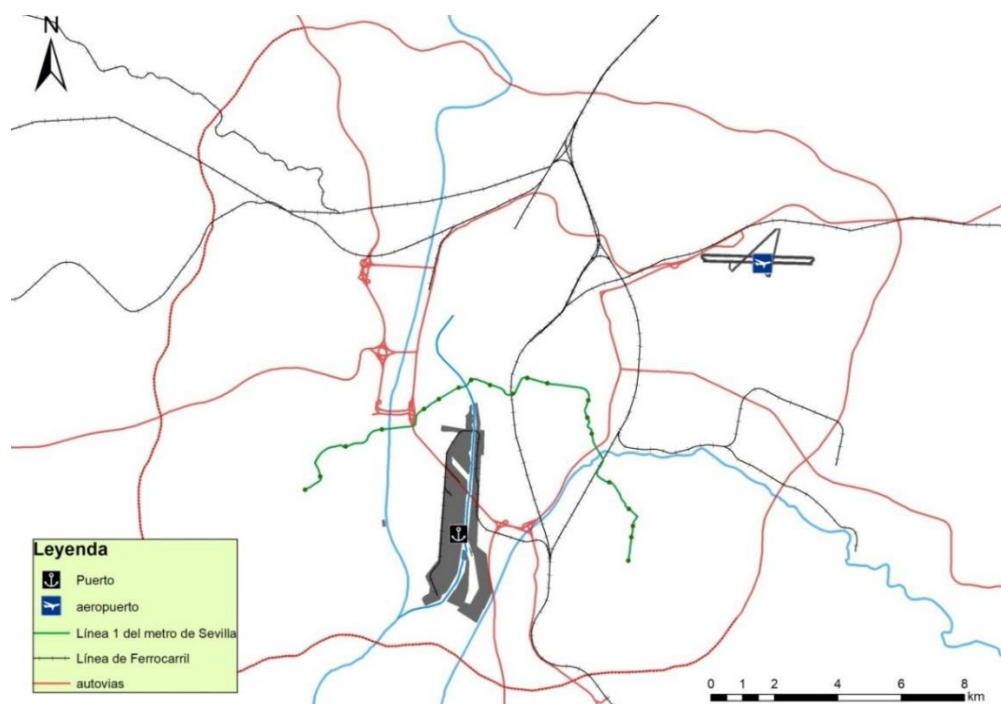 N
Leyenda
Puerto
aeropuerto
Línea 1 del metro de Sevilla
Línea de Ferrocarril
autovias
0 1 2 4 6 8
km